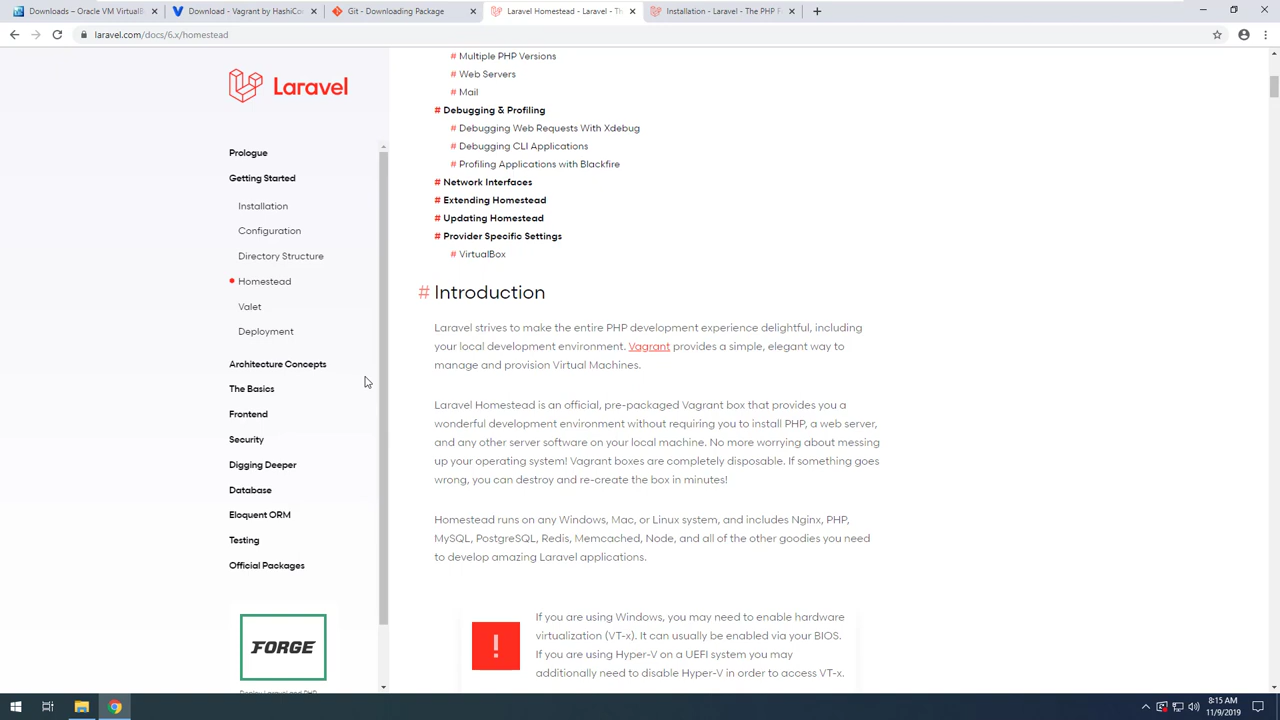 Downloads – Oracle VM VirtualB
Download - Vagrant by HashiCo
Git - Downloading Package
Laravel Homestead - Laravel - Th
Installation - Laravel - The PHP F
laravel.com/docs/6.x/homestead
Laravel
Prologue
Getting Started
Installation
Configuration
Directory Structure
Homestead
Valet
Deployment
Architecture Concepts
The Basics
Frontend
Security
Digging Deeper
Database
Eloquent ORM
Testing
Official Packages
FORGE
# Multiple PHP Versions
# Web Servers
# Mail
# Debugging & Profiling
# Debugging Web Requests With Xdebug
# Debugging CLI Applications
# Profiling Applications with Blackfire
# Network Interfaces
# Extending Homestead
# Updating Homestead
# Provider Specific Settings
# VirtualBox
# Introduction
Laravel strives to make the entire PHP development experience delightful, including
your local development environment. Vagrant provides a simple, elegant way to
manage and provision Virtual Machines.
Laravel Homestead is an official, pre-packaged Vagrant box that provides you a
wonderful development environment without requiring you to install PHP, a web server,
and any other server software on your local machine. No more worrying about messing
up your operating system! Vagrant boxes are completely disposable. If something goes
wrong, you can destroy and re-create the box in minutes!
Homestead runs on any Windows, Mac, or Linux system, and includes Nginx, PHP,
MySQL, PostgreSQL, Redis, Memcached, Node, and all of the other goodies you need
to develop amazing Laravel applications.
!
If you are using Windows, you may need to enable hardware
virtualization (VT-x). It can usually be enabled via your BIOS.
If you are using Hyper-V on a UEFI system you may
additionally need to disable Hyper-V in order to access VT-x.
8:15 AM
11/9/2019